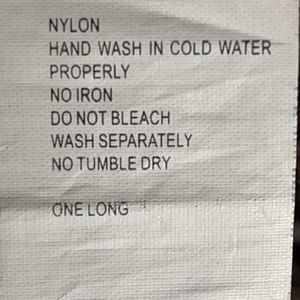 NYLON
HAND WASH IN COLD WATER
PROPERLY
NO IRON
DO NOT BLEACH
WASH SEPARATELY
NO TUMBLE DRY
ONE LONG